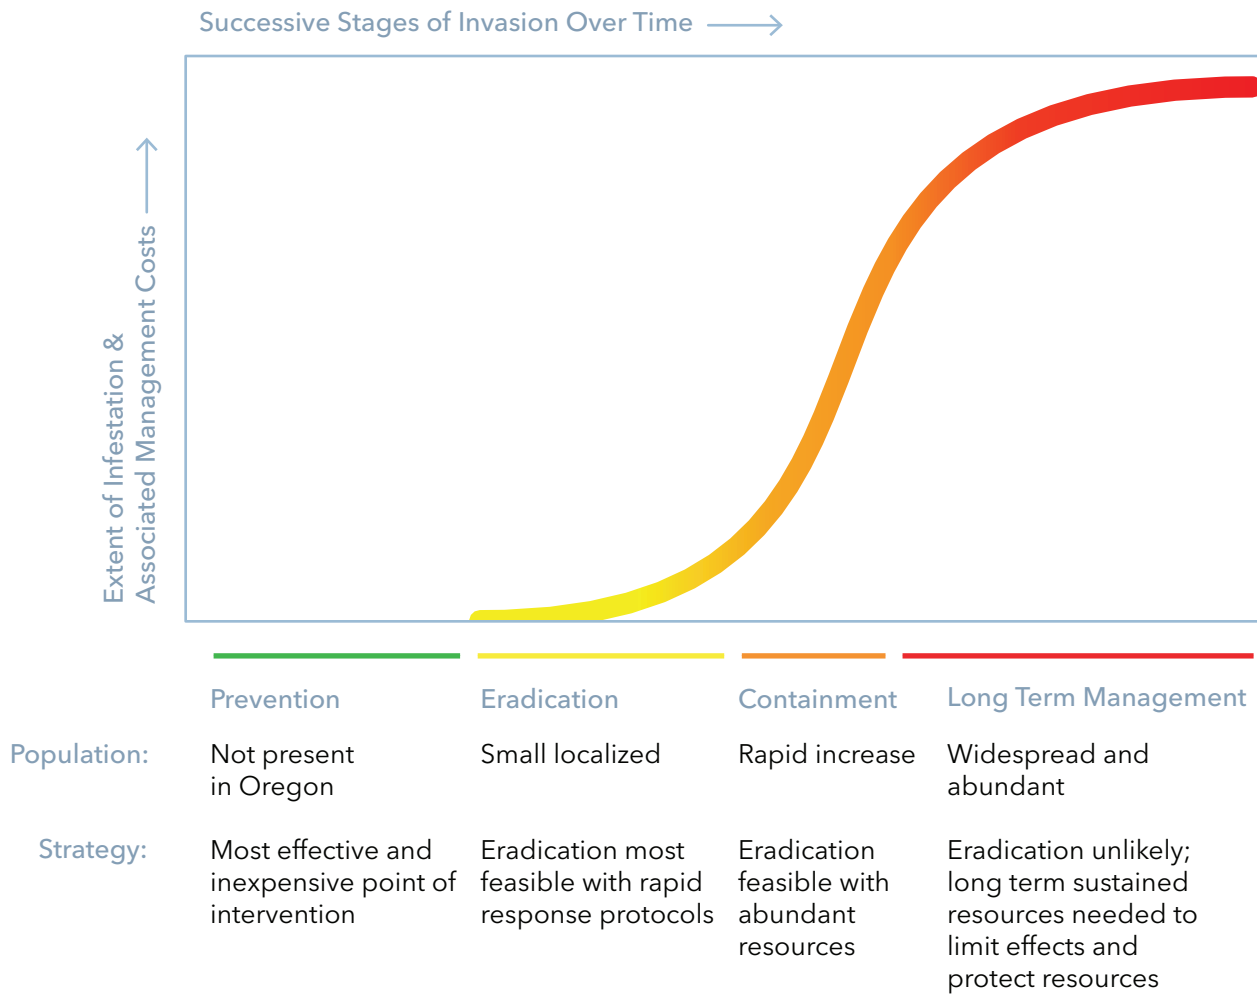 Successive Stages of Invasion Over Time
Extent of Infestation &
Associated Management Costs
Prevention
Eradication
Containment
Long Term Management
Population:
Not present
in Oregon
Small localized
Rapid increase
Widespread and
abundant
Strategy:
Most effective and
inexpensive point of
intervention
Eradication most
feasible with rapid
response protocols
Eradication
feasible with
abundant
resources
Eradication unlikely;
long term sustained
resources needed to
limit effects and
protect resources